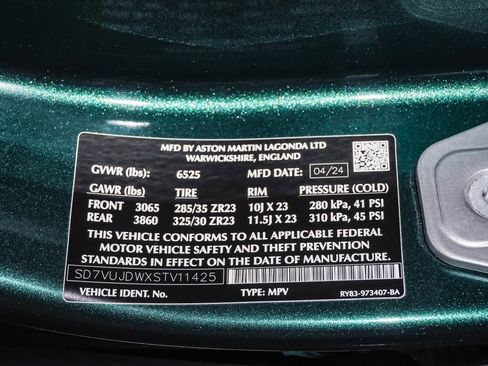 MFD BY ASTON MARTIN LAGONDA LTD
WARWICKSHIRE, ENGLAND
GVWR (lbs): 6525 MFD DATE: 04/24
GAWR (lbs): TIRE RIM PRESSURE (COLD)
FRONT 3065 285/35 ZR23 10J X 23 280 kPa, 41 PSI
REAR 3860 325/30 ZR23 11.5J X 23 310 kPa, 45 PSI
THIS VEHICLE CONFORMS TO ALL APPLICABLE FEDERAL
MOTOR VEHICLE SAFETY AND THEFT PREVENTION
STANDARDS IN EFFECT ON THE DATE OF MANUFACTURE.
SD7VUJDWXSTV11425
VEHICLE IDENT. No. TYPE: MPV RY83-973407-BA